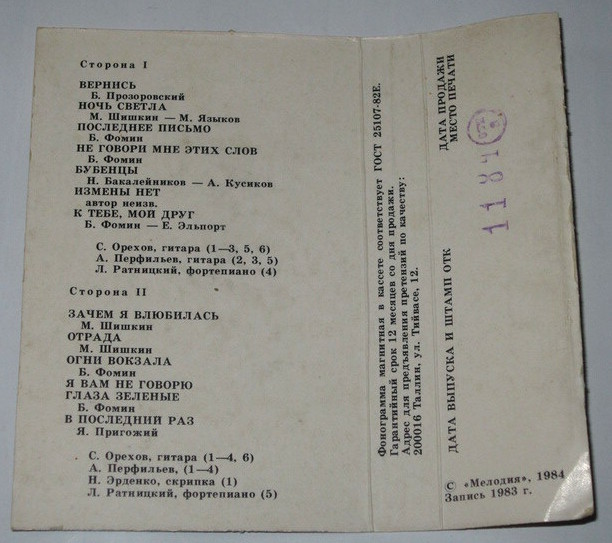 Сторона I
ВЕРНИСЬ
Б. Прозоровский
НОЧЬ СВЕТЛА
М. Шишкин — М. Языков
ПОСЛЕДНЕЕ ПИСЬМО
Б. Фомин
НЕ ГОВОРИ МНЕ ЭТИХ СЛОВ
Б. Фомин
БУБЕНЦЫ
Н. Бакалейников — А. Кусиков
ИЗМЕНЫ НЕТ
автор неизв.
К ТЕБЕ, МОЙ ДРУГ
Б. Фомин — Е. Эльпорт
С. Орехов, гитара (1—3, 5, 6)
А. Перфильев, гитара (2, 3, 5)
Л. Ратницкий, фортепиано (4)
Сторона II
ЗАЧЕМ Я ВЛЮБИЛАСЬ
М. Шишкин
ОТРАДА
М. Шишкин
ОГНИ ВОКЗАЛА
Б. Фомин
Я ВАМ НЕ ГОВОРЮ
ГЛАЗА ЗЕЛЕНЫЕ
Б. Фомин
В ПОСЛЕДНИЙ РАЗ
Я. Пригожий
С. Орехов, гитара (1—4, 6)
А. Перфильев, (1—4)
Н. Эрденко, скрипка (1)
Л. Ратницкий, фортепиано (5)
Фонограмма магнитная в кассете соответствует ГОСТ 25107-82Е.
Гарантийный срок 12 месяцев со дня продажи.
Адрес для предъявления претензий по качеству:
200016 Таллин, ул. Тийвасе, 12.
ДАТА ВЫПУСКА И ШТАМП ОТК
ДАТА ПРОДАЖИ
МЕСТО ПЕЧАТИ
1184
© «Мелодия», 1984
Запись 1983 г.